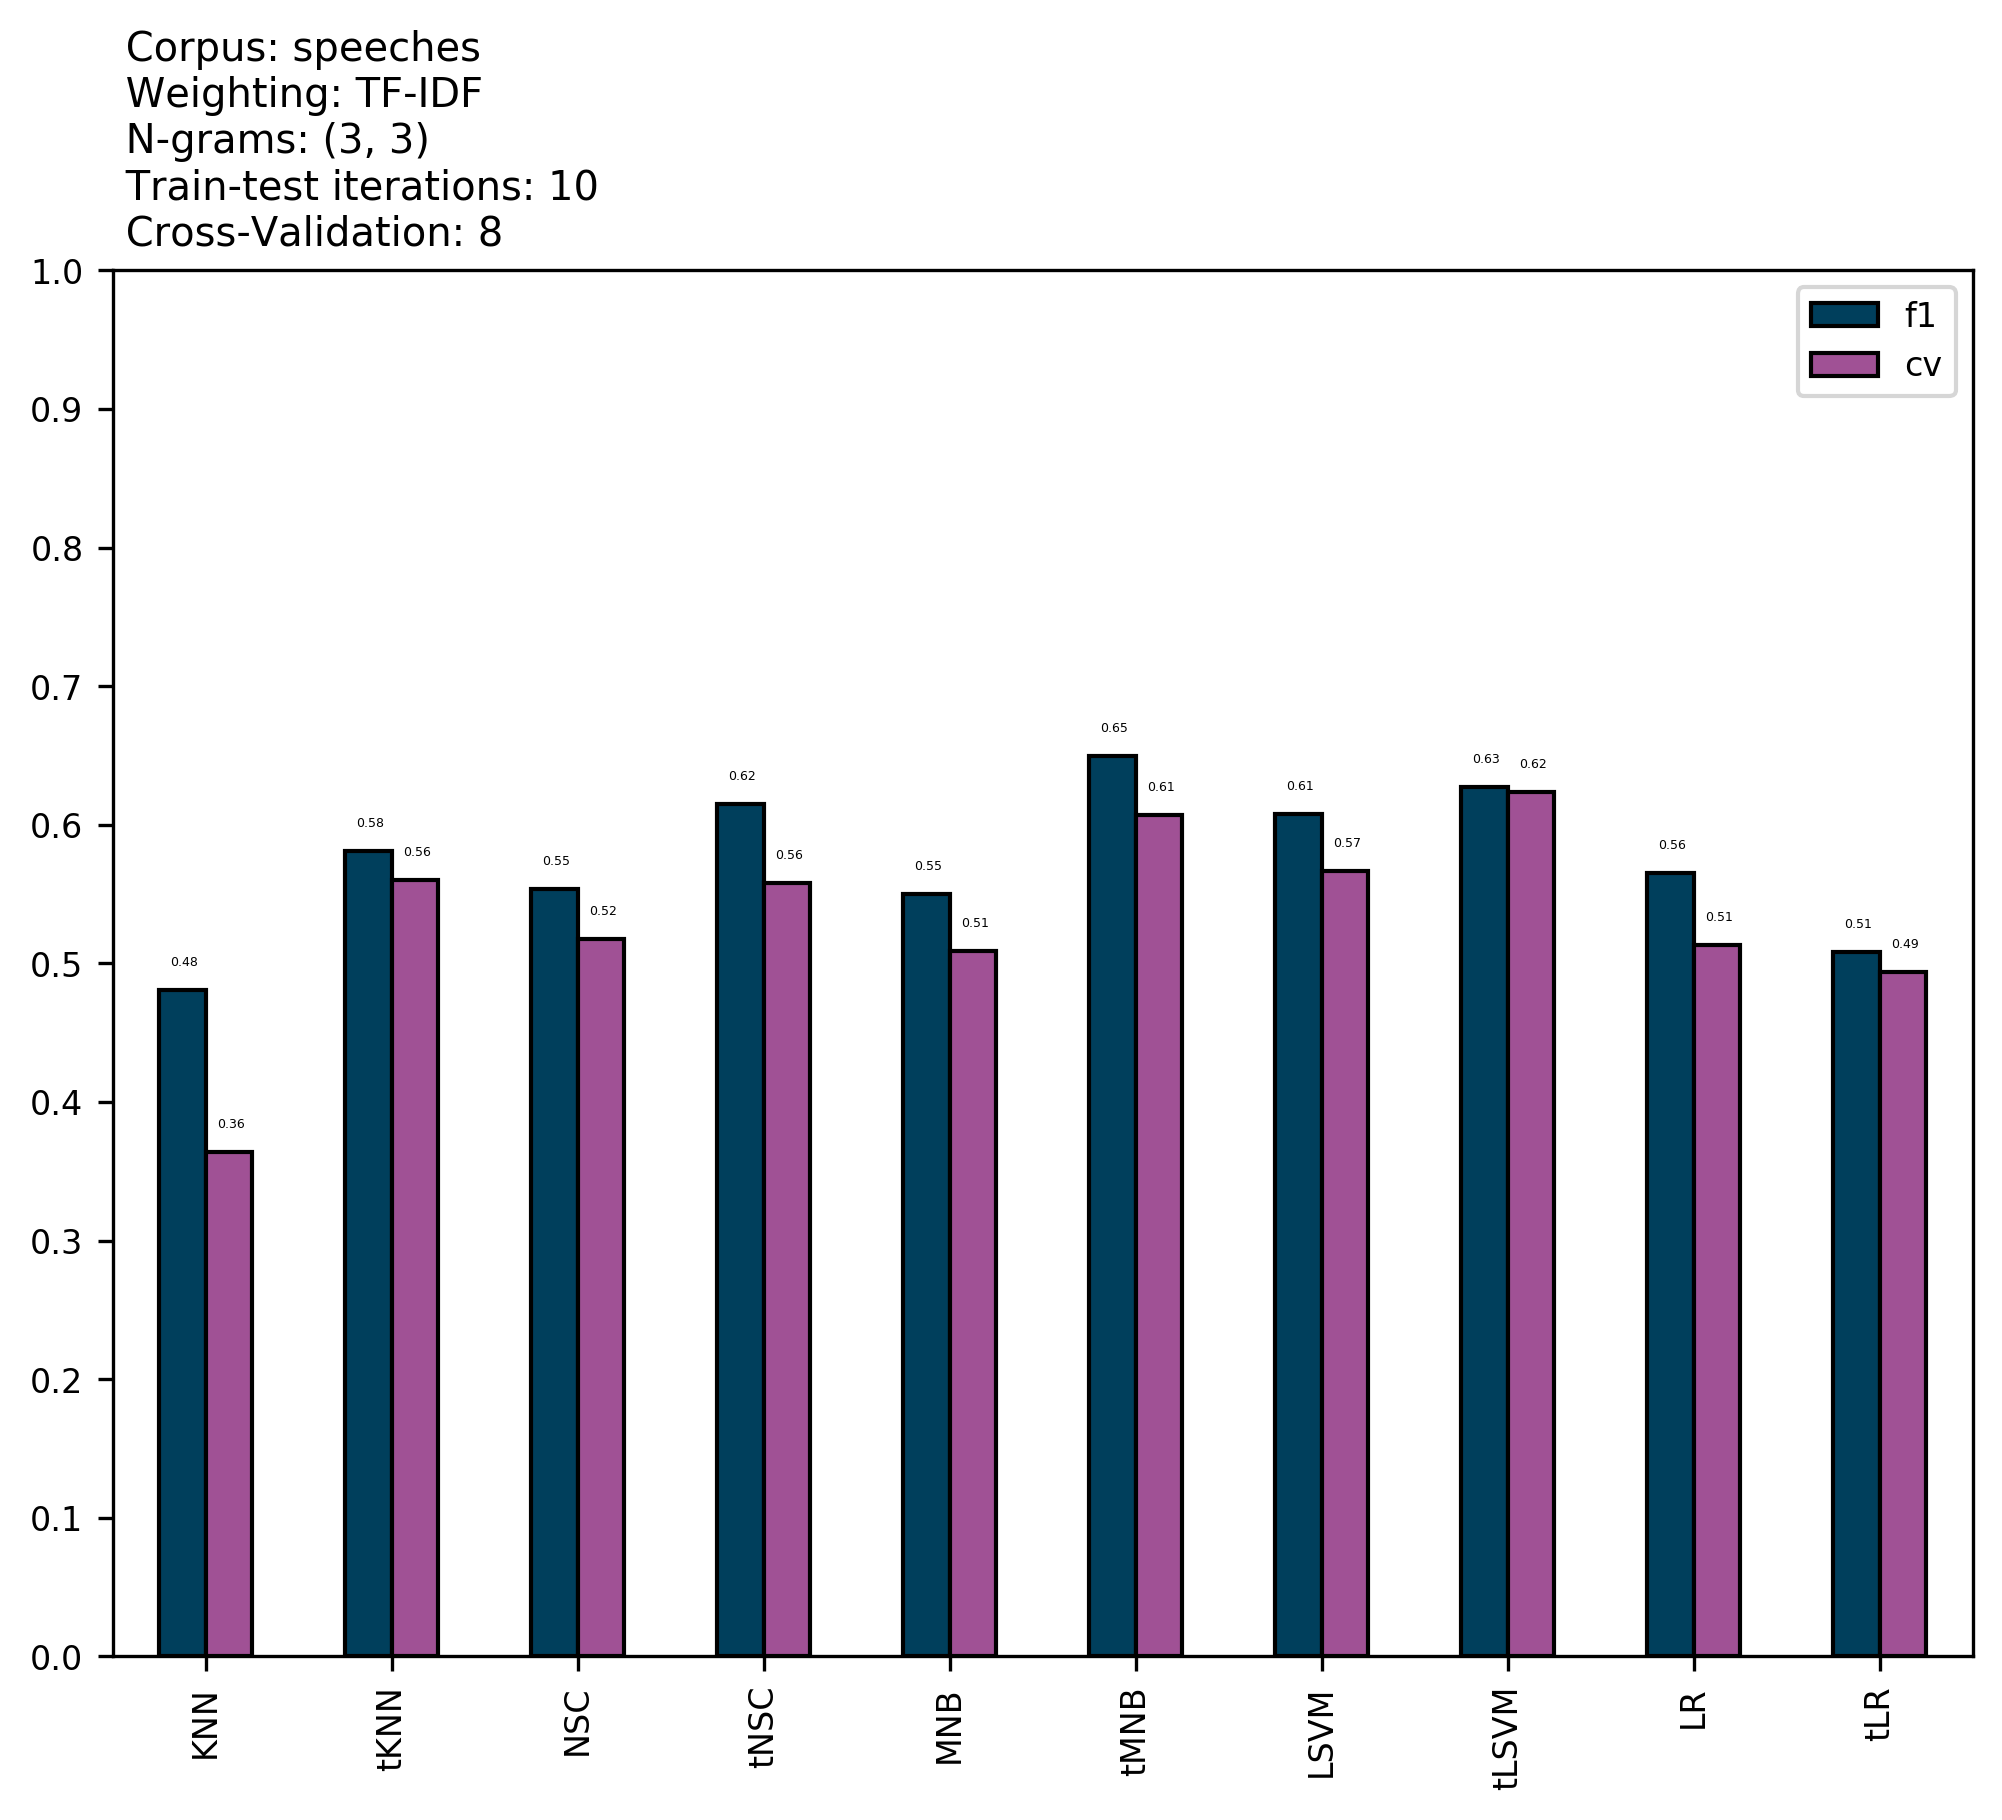 Corpus: speeches
Weighting: TF-IDF
N-grams: (3, 3)
Train-test iterations: 10
Cross-Validation: 8
1.0
0.9
0.8
0.7
0.6
0.5
0.4
0.3
0.2
0.1
0.0
f1
cv
0.48
0.36
0.58
0.56
0.55
0.52
0.62
0.56
0.55
0.51
0.65
0.61
0.61
0.57
0.63
0.62
0.56
0.51
0.51
0.49
KNN
tKNN
NSC
tNSC
MNB
tMNB
LSVM
tLSVM
LR
tLR